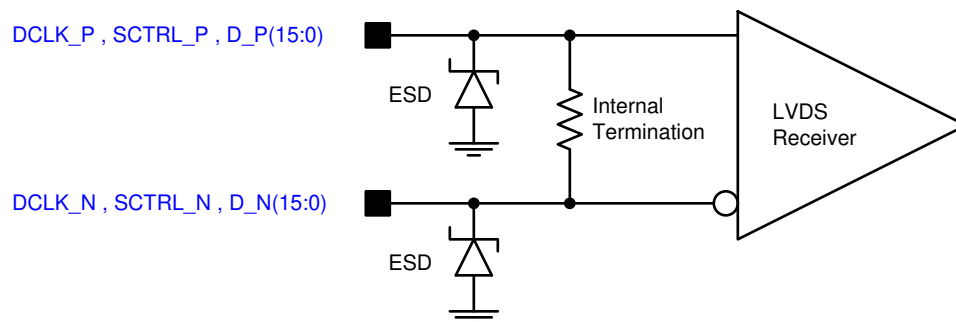 DCLK_P , SCTRL_P , D_P(15:0)
ESD
Internal
Termination
LVDS
Receiver
DCLK_N , SCTRL_N , D_N(15:0)
ESD